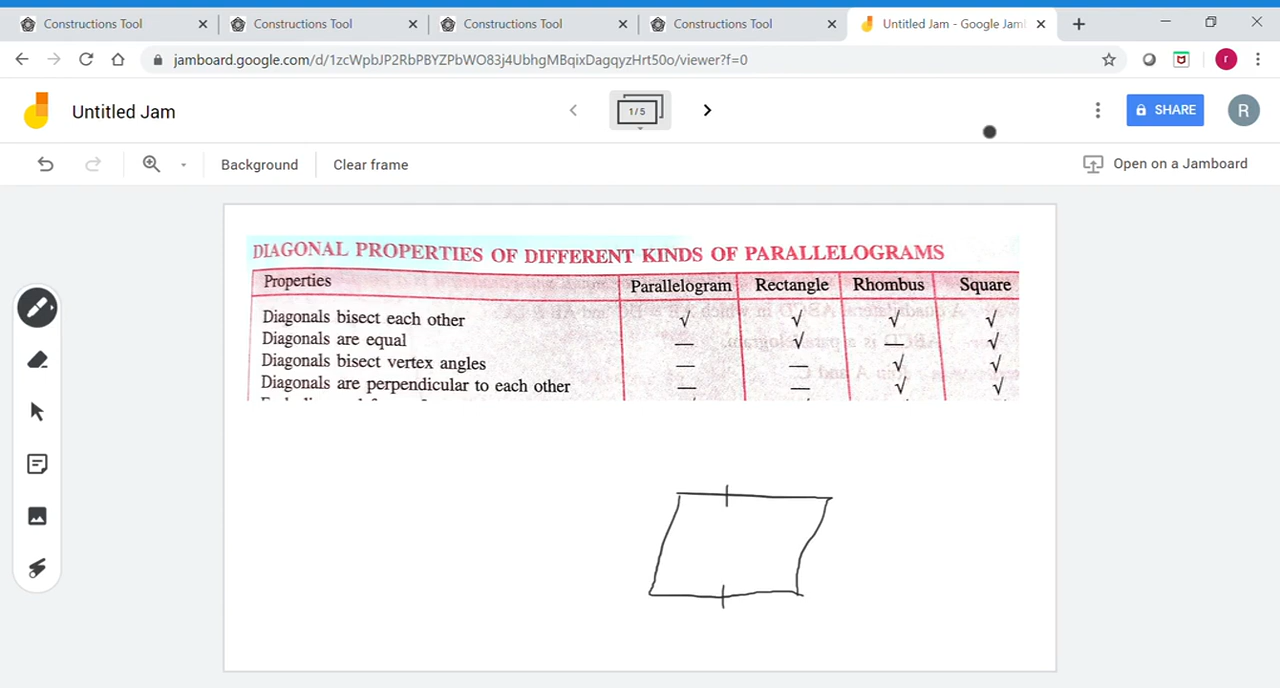 Constructions Tool
Constructions Tool
Constructions Tool
Constructions Tool
Untitled Jam - Google Jaml
jamboard.google.com/d/1zcWpbJP2RbPBYZPbWO83j4UbhgMBqixDagqyzHrt50o/viewer?f=0
r
Untitled Jam
1/5
SHARE
R
Background
Clear frame
Open on a Jamboard
DIAGONAL PROPERTIES OF DIFFERENT KINDS OF PARALLELOGRAMS
Properties Parallelogram Rectangle Rhombus Square
Diagonals bisect each other √ √ √ √
Diagonals are equal — √ — √
Diagonals bisect vertex angles — — √ √
Diagonals are perpendicular to each other — — √ √